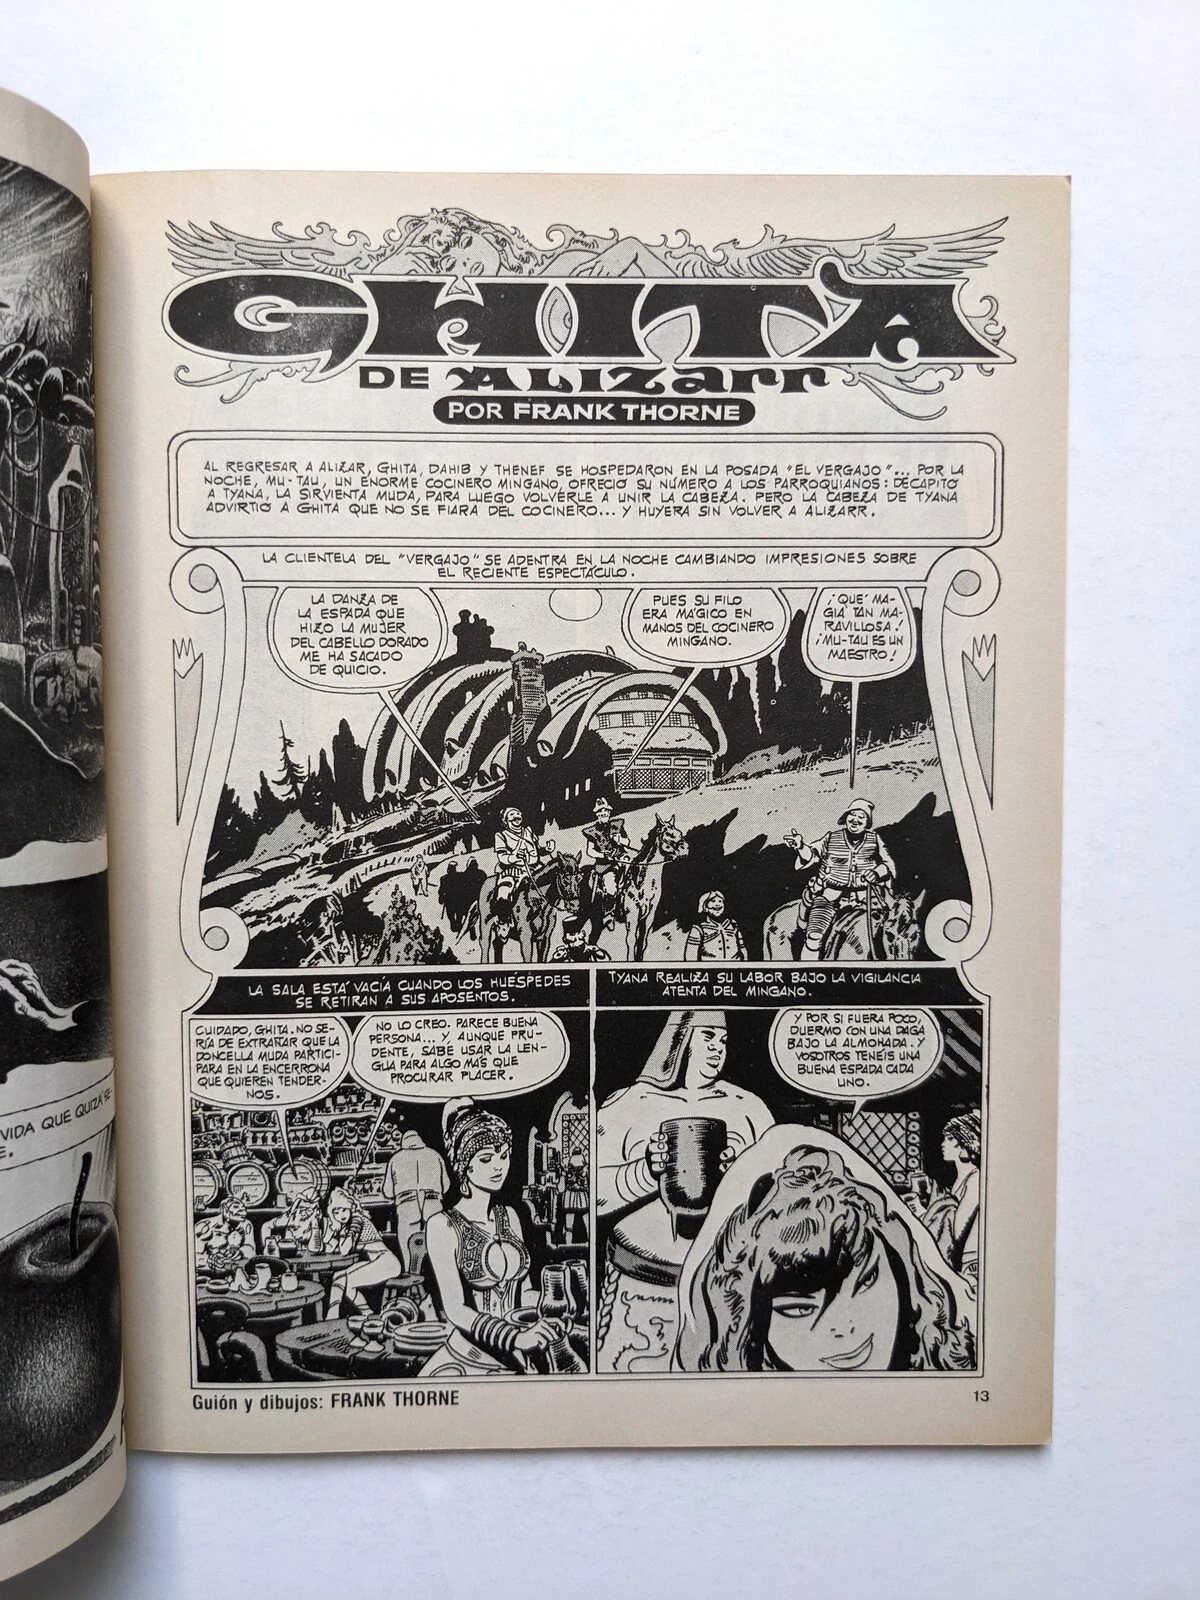 VIDA QUE QUIZÁ SE
E.
GHITA
DE ALIZARR
POR FRANK THORNE
AL REGRESAR A ALIZAR, GHITA, DAHIB Y THENEF SE HOSPEDARON EN LA POSADA "EL VERGAJO"... POR LA
NOCHE, MU-TAU, UN ENORME COCINERO MINGANO, OFRECIÓ SU NÚMERO A LOS PARROQUIANOS: DECAPITÓ
A TYANA, LA SIRVIENTA MUDA, PARA LUEGO VOLVERLE A UNIR LA CABEZA. PERO LA CABEZA DE TYANA
ADVIRTIÓ A GHITA QUE NO SE FIARA DEL COCINERO... Y HUYERA SIN VOLVER A ALIZARR.
LA CLIENTELA DEL "VERGAJO" SE ADENTRA EN LA NOCHE CAMBIANDO IMPRESIONES SOBRE
EL RECIENTE ESPECTÁCULO.
LA DANZA DE
LA ESPADA QUE
HIZO LA MUJER
DEL CABELLO DORADO
ME HA SACADO
DE QUICIO.
PUES SU FILO
ERA MÁGICO EN
MANOS DEL COCINERO
MINGANO.
¡QUÉ MA-
GIA TAN MA-
RAVILLOSA!
¡MU-TAU ES UN
MAESTRO!
LA SALA ESTÁ VACÍA CUANDO LOS HUÉSPEDES
SE RETIRAN A SUS APOSENTOS.
CUIDADO, GHITA. NO SE-
RÍA DE EXTRAÑAR QUE LA
DONCELLA MUDA PARTICI-
PARA EN LA ENCERRONA
QUE QUIEREN TENDER-
NOS.
NO LO CREO. PARECE BUENA
PERSONA... Y, AUNQUE PRU-
DENTE, SABE USAR LA LEN-
GUA PARA ALGO MÁS QUE
PROCURAR PLACER.
TYANA REALIZA SU LABOR BAJO LA VIGILANCIA
ATENTA DEL MINGANO.
Y POR SI FUERA POCO,
DUERMO CON UNA DAGA
BAJO LA ALMOHADA. Y
VOSOTROS TENÉIS UNA
BUENA ESPADA CADA
UNO.
Guión y dibujos: FRANK THORNE
13